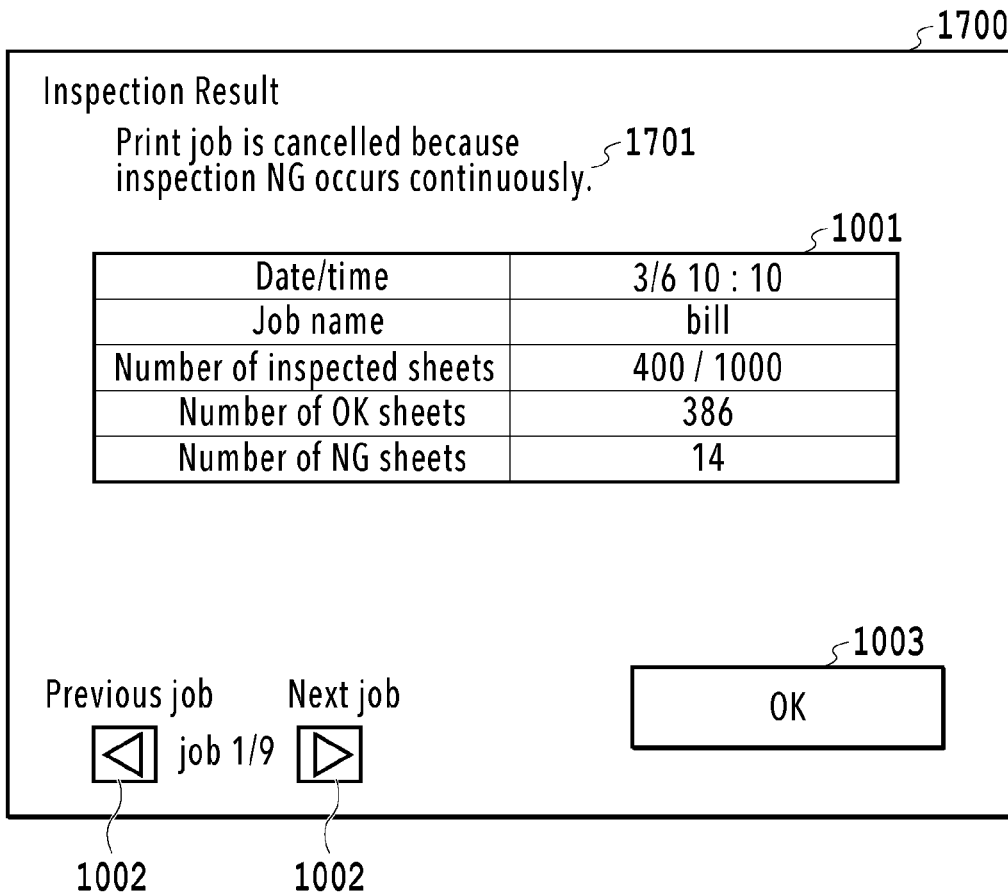 1700
Inspection Result
Print job is cancelled because
inspection NG occurs continuously.
1701
1001
Date/time 3/6 10 : 10
Job name bill
Number of inspected sheets 400 / 1000
Number of OK sheets 386
Number of NG sheets 14
1003
Previous job Next job
OK
job 1/9
1002 1002